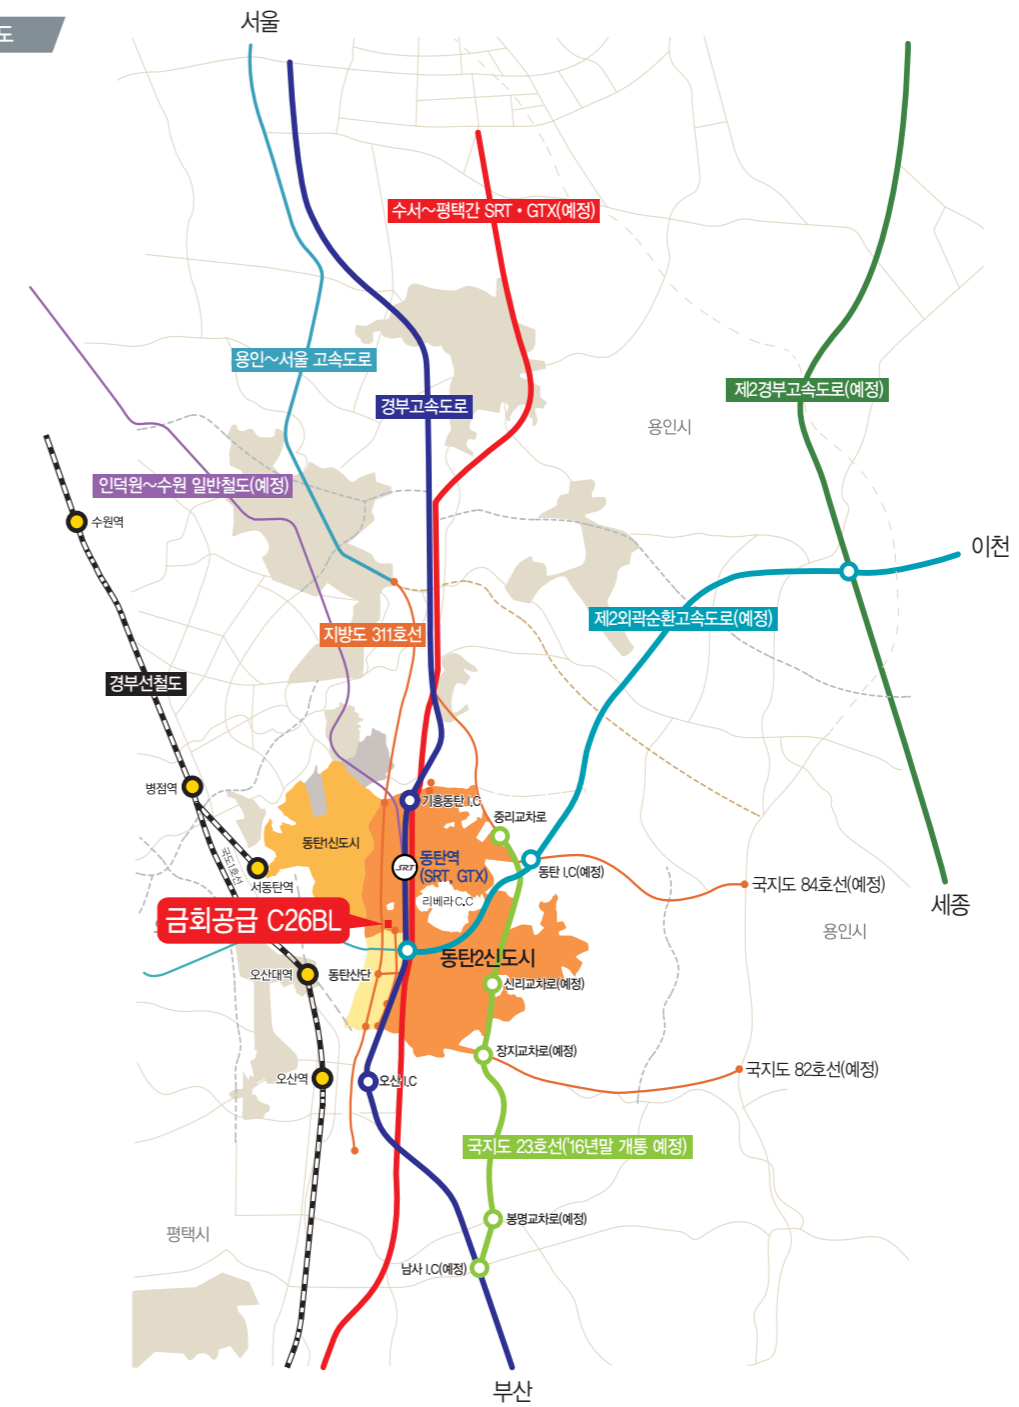 도
서울
수서~평택간 SRT・GTX(예정)
용인~서울 고속도로
경부고속도로
제2경부고속도로(예정)
용인시
인덕원~수원 일반철도(예정)
수원역
이천
제2외곽순환고속도로(예정)
지방도 311호선
경부선철도
병점역
기흥동탄 I.C
중리교차로
동탄1신도시
국도1호선
SRT
동탄역
(SRT, GTX)
동탄 I.C(예정)
서동탄역
리베라 C.C
국지도 84호선(예정)
세종
금회공급 C26BL
용인시
동탄2신도시
오산대역
동탄산단
신리교차로(예정)
장지교차로(예정)
국지도 82호선(예정)
오산역
오산 I.C
국지도 23호선('16년말 개통 예정)
봉명교차로(예정)
평택시
남사 I.C(예정)
부산